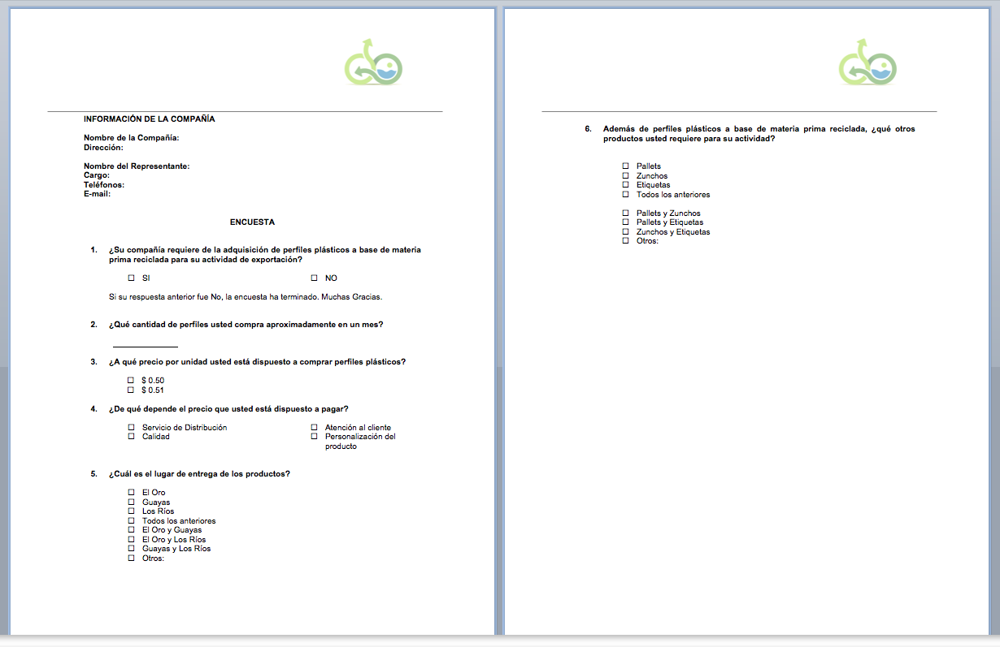 INFORMACIÓN DE LA COMPAÑÍA
Nombre de la Compañía:
Dirección:
Nombre del Representante:
Cargo:
Teléfonos:
E-mail:
ENCUESTA
1. ¿Su compañía requiere de la adquisición de perfiles plásticos a base de materia
prima reciclada para su actividad de exportación?
☐ SI ☐ NO
Si su respuesta anterior fue No, la encuesta ha terminado. Muchas Gracias.
2. ¿Qué cantidad de perfiles usted compra aproximadamente en un mes?
3. ¿A qué precio por unidad usted está dispuesto a comprar perfiles plásticos?
☐ $ 0.50
☐ $ 0.51
4. ¿De qué depende el precio que usted está dispuesto a pagar?
☐ Servicio de Distribución
☐ Calidad
☐ Atención al cliente
☐ Personalización del
producto
5. ¿Cuál es el lugar de entrega de los productos?
☐ El Oro
☐ Guayas
☐ Los Ríos
☐ Todos los anteriores
☐ El Oro y Guayas
☐ El Oro y Los Ríos
☐ Guayas y Los Ríos
☐ Otros:
6. Además de perfiles plásticos a base de materia prima reciclada, ¿qué otros
productos usted requiere para su actividad?
☐ Pallets
☐ Zunchos
☐ Etiquetas
☐ Todos los anteriores
☐ Pallets y Zunchos
☐ Pallets y Etiquetas
☐ Zunchos y Etiquetas
☐ Otros: